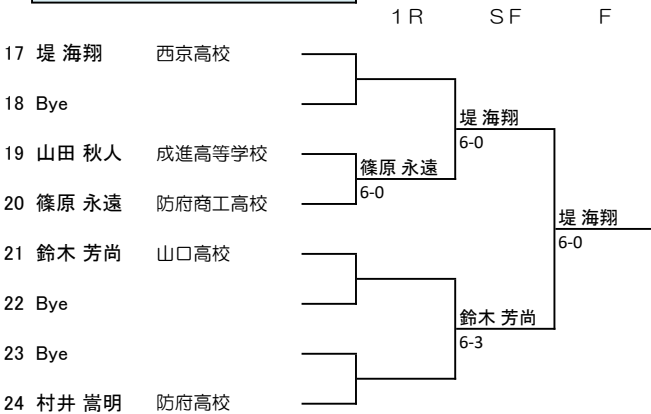 １Ｒ ＳＦ Ｆ
17 堤 海翔 西京高校
18 Bye
堤 海翔
6-0
19 山田 秋人 成進高等学校
篠原 永遠
6-0
20 篠原 永遠 防府商工高校
堤 海翔
6-0
21 鈴木 芳尚 山口高校
22 Bye
鈴木 芳尚
6-3
23 Bye
24 村井 嵩明 防府高校